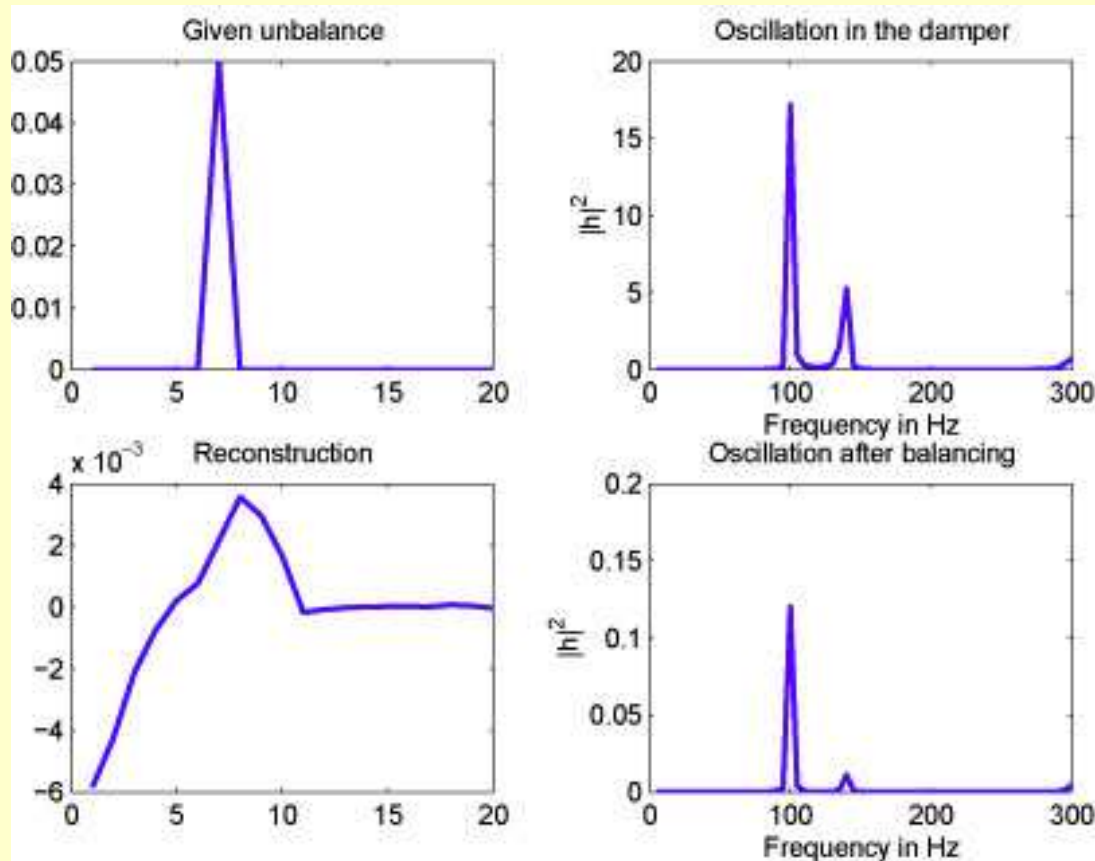 Given unbalance
0.05
0.04
0.03
0.02
0.01
0
0 5 10 15 20
Oscillation in the damper
20
15
10
5
0
|h|²
0 100 200 300
Frequency in Hz
Reconstruction
x 10⁻³
4
2
0
−2
−4
−6
0 5 10 15 20
Oscillation after balancing
0.2
0.15
0.1
0.05
0
|h|²
0 100 200 300
Frequency in Hz